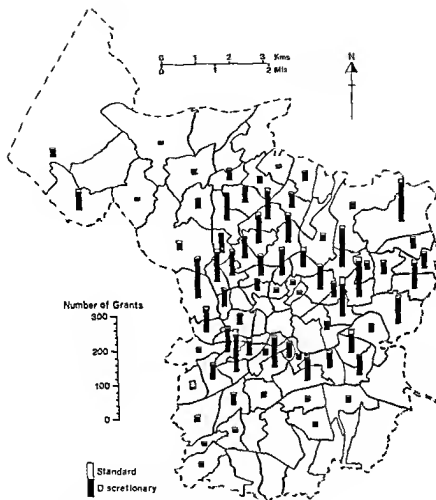 0 1 2 3 Kms
0 1 2 Mls
N
Number of Grants
300
200
100
0
Standard
Discretionary